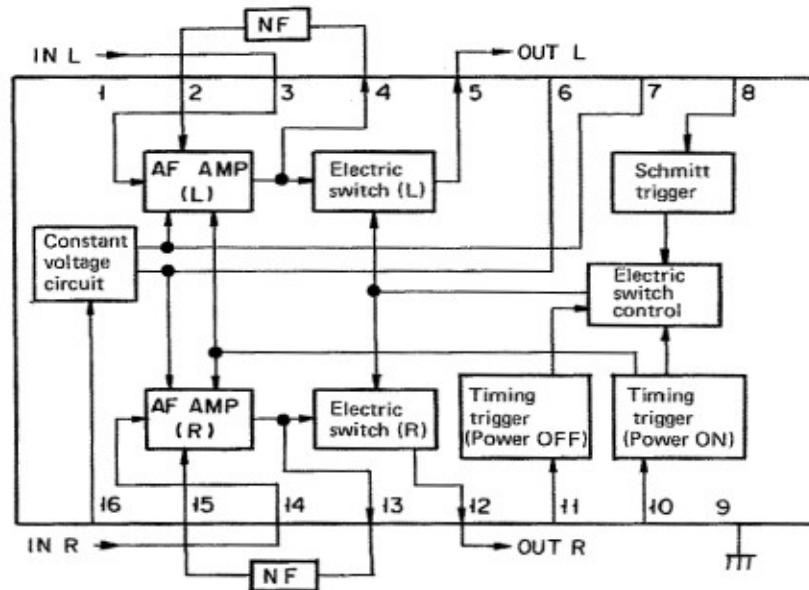 NF
IN L
OUT L
1 2 3 4 5 6 7 8
AF AMP
(L)
Electric
switch (L)
Schmitt
trigger
Constant
voltage
circuit
Electric
switch
control
AF AMP
(R)
Electric
switch (R)
Timing
trigger
(Power OFF)
Timing
trigger
(Power ON)
16 15 14 13 12 11 10 9
IN R
OUT R
NF